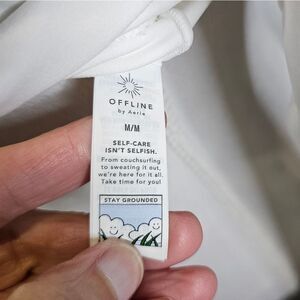 OFFLINE
by Aerie
M/M
SELF-CARE
ISN'T SELFISH.
From couchsurfing
to sweating it out,
we're here for it all.
Take time for you!
STAY GROUNDED